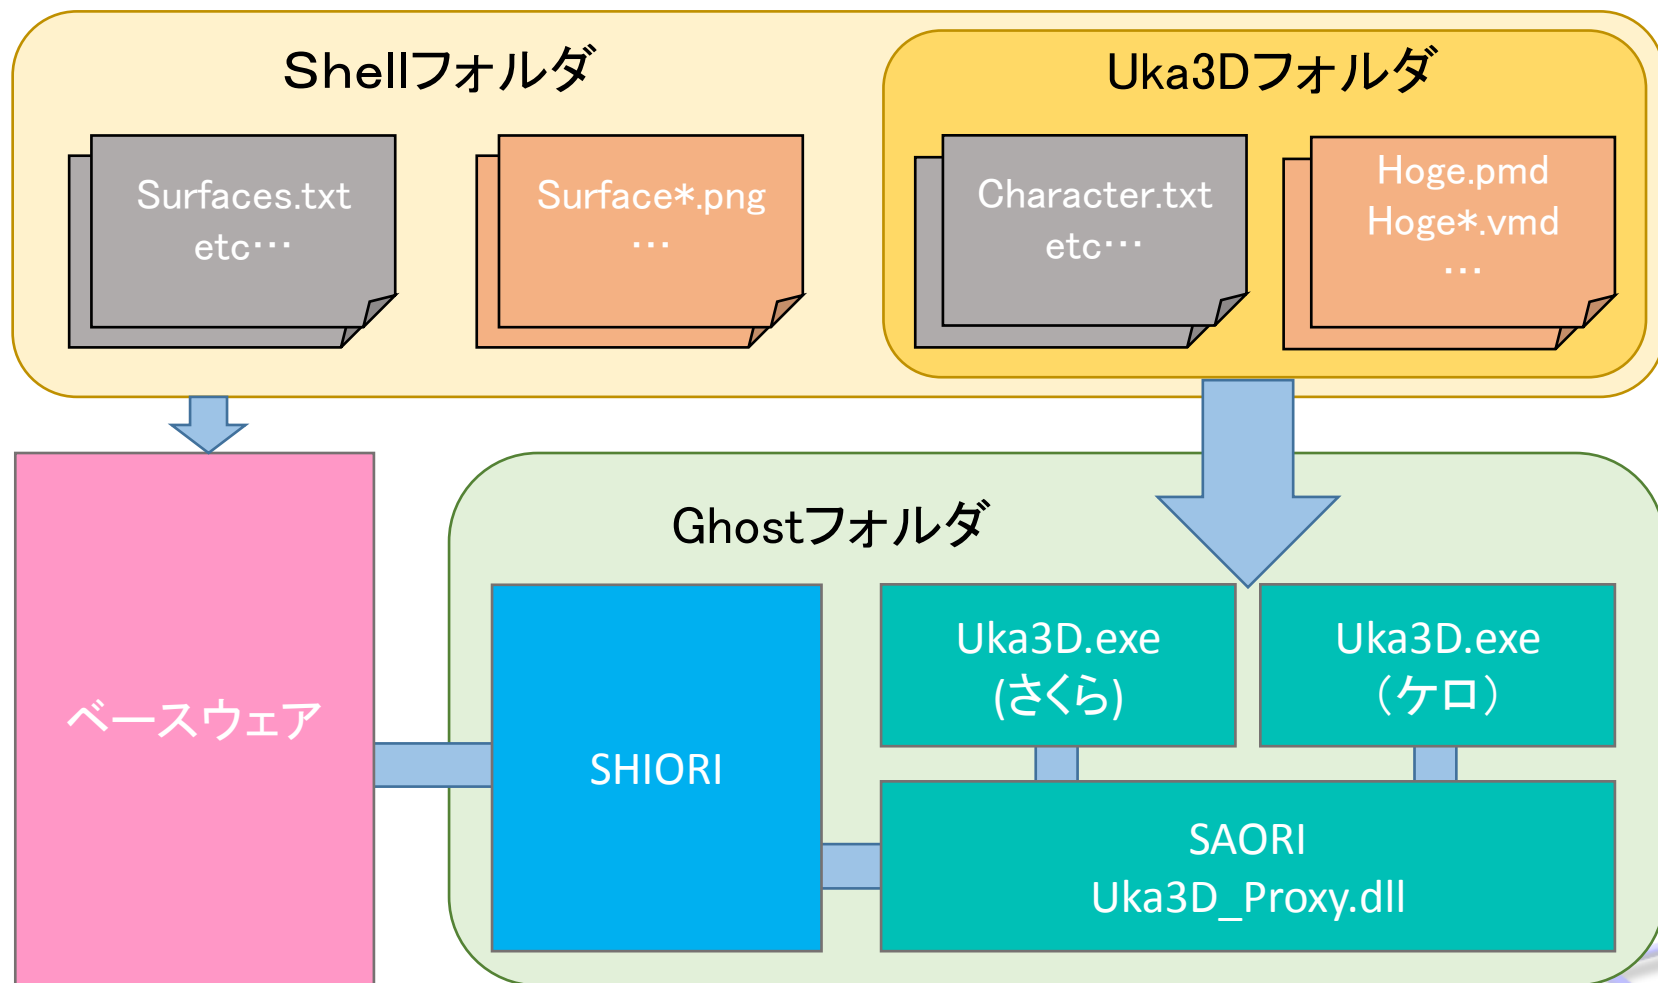 Shellフォルダ
Uka3Dフォルダ
Surfaces.txt
etc…
Surface*.png
…
Character.txt
etc…
Hoge.pmd
Hoge*.vmd
…
Ghostフォルダ
ベースウェア
SHIORI
Uka3D.exe
(さくら)
Uka3D.exe
（ケロ）
SAORI
Uka3D_Proxy.dll